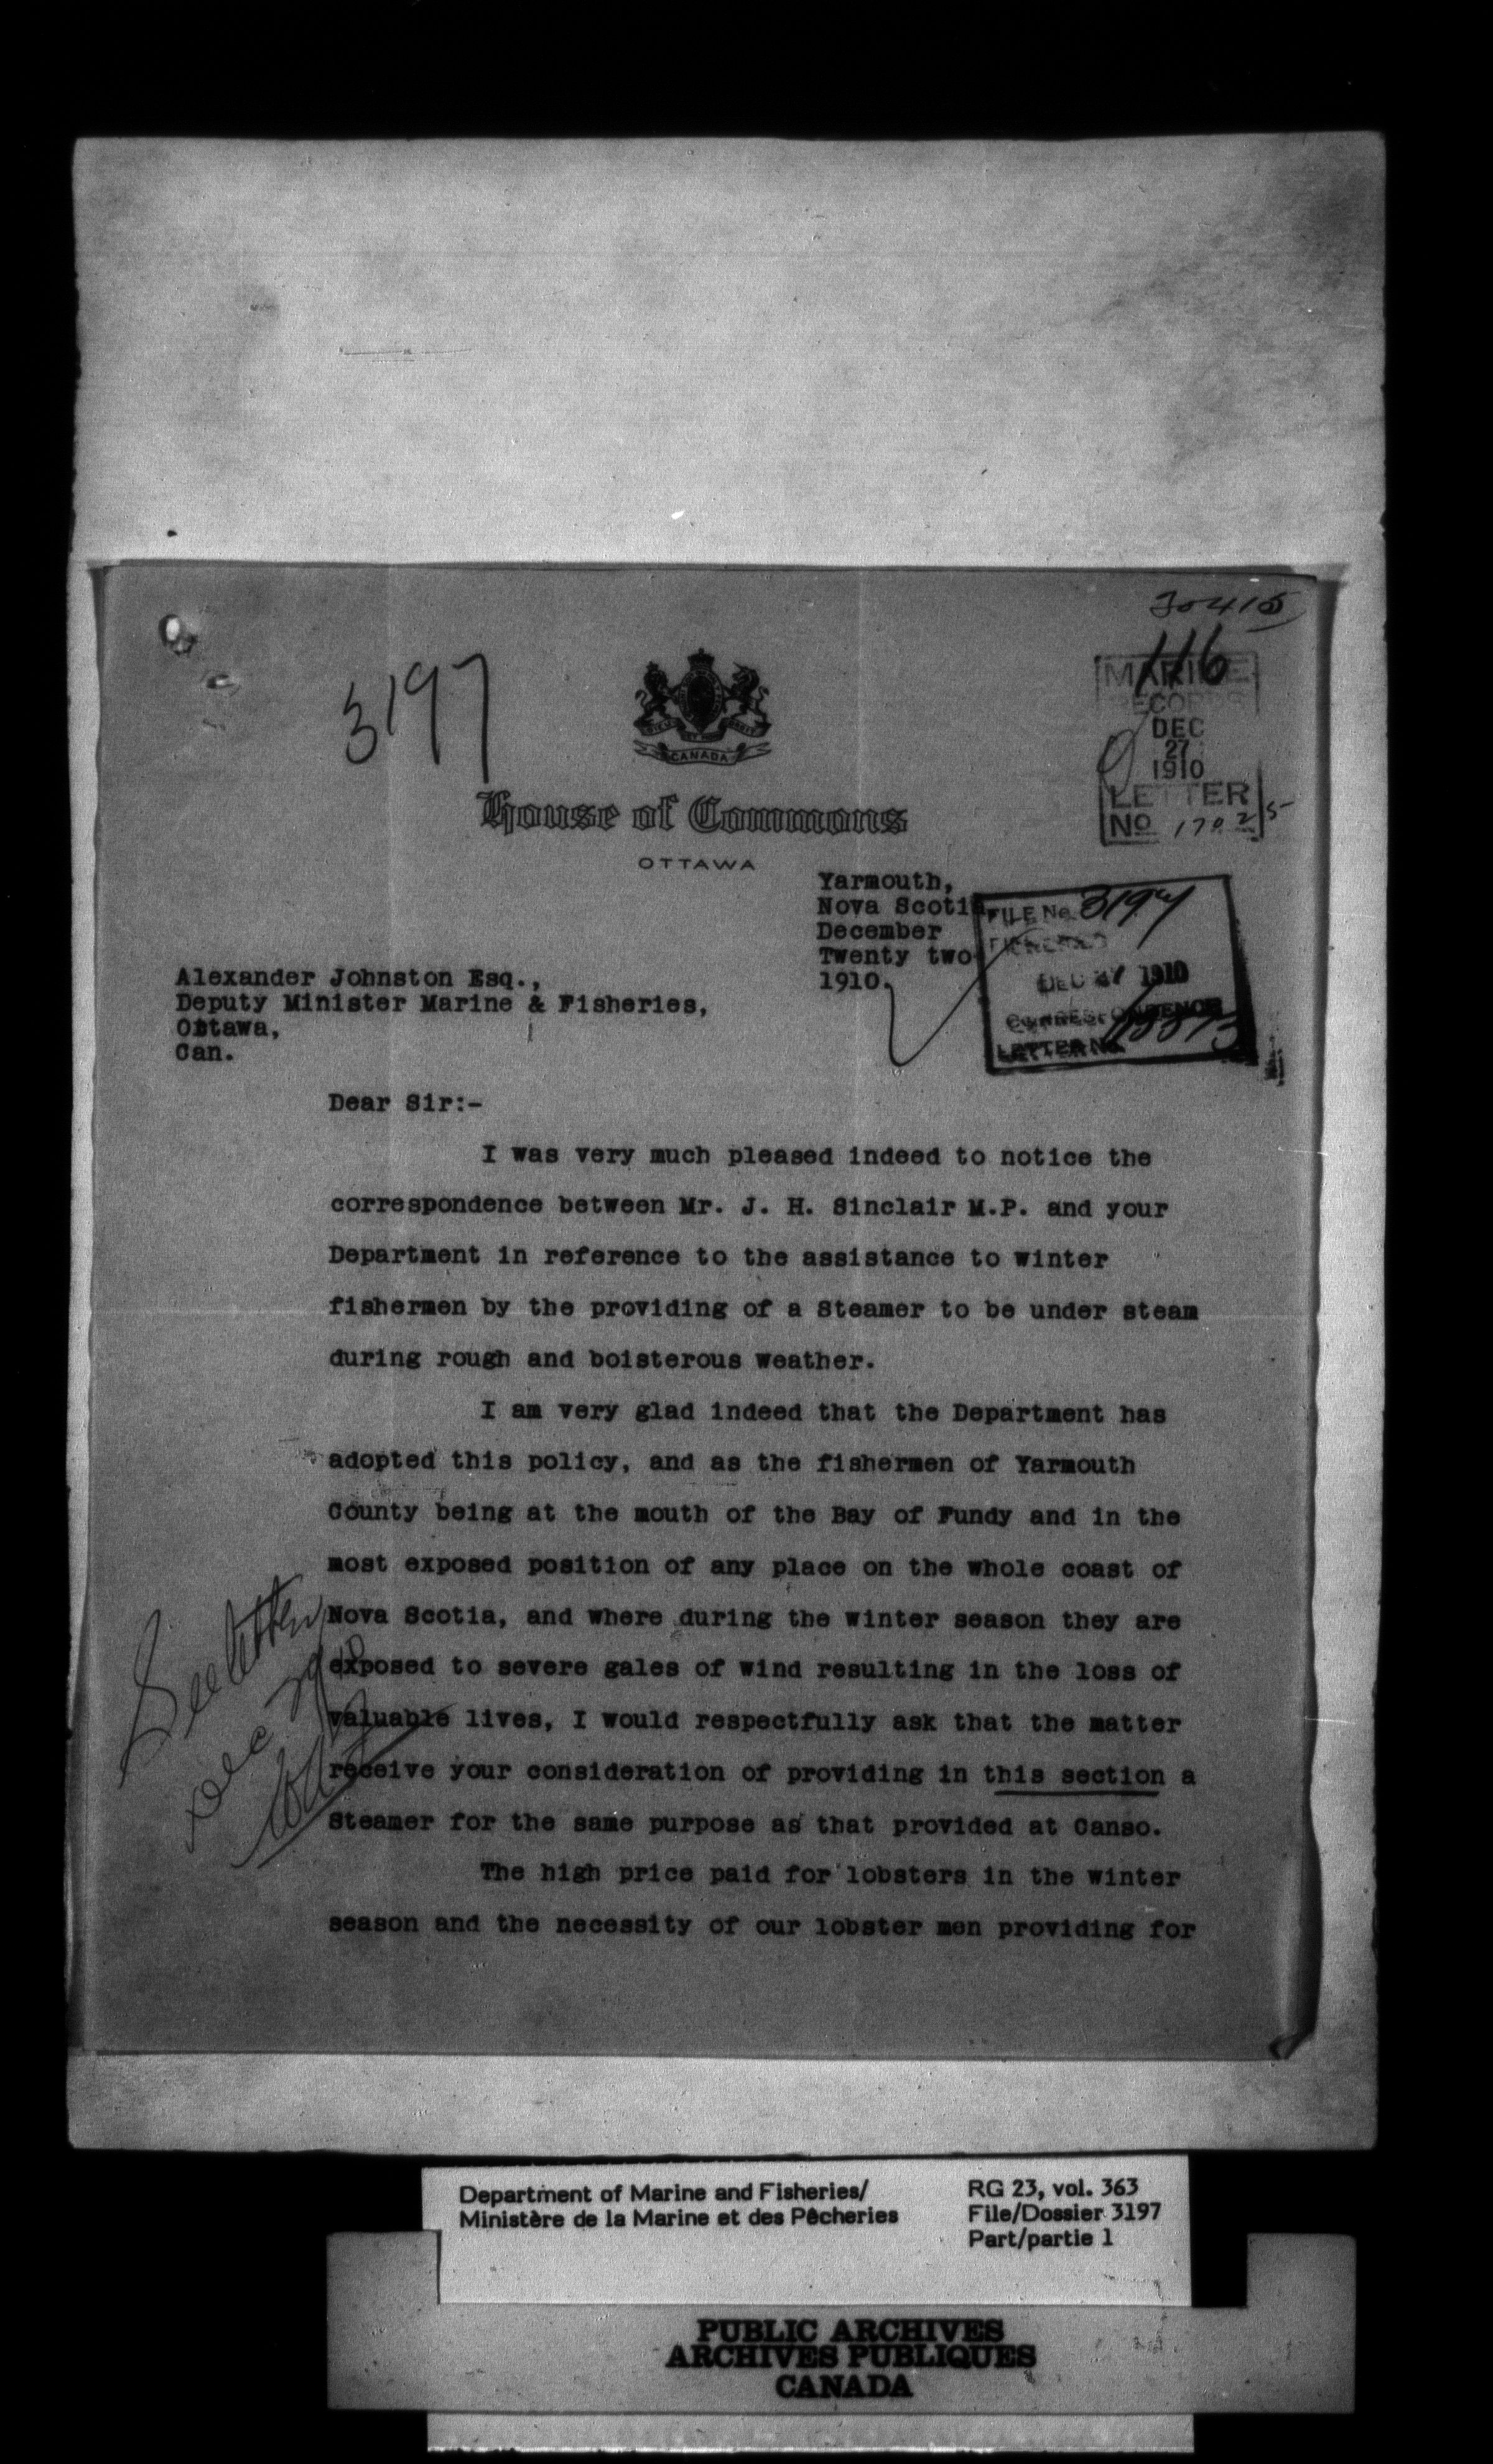 30415
116
3197
MARINE
RECORDS
DEC
27
1910
LETTER
No 17025
CANADA
House of Commons
OTTAWA
Yarmouth,
Nova Scotia
December
Twenty two
1910.
FILE No. 3197
FISHERIES
DEC 27 1910
CORRESPONDENCE
LETTER No.
Alexander Johnston Esq.,
Deputy Minister Marine & Fisheries,
Ottawa,
Can.
Dear Sir:-
I was very much pleased indeed to notice the
correspondence between Mr. J. H. Sinclair M.P. and your
Department in reference to the assistance to winter
fishermen by the providing of a Steamer to be under steam
during rough and boisterous weather.
I am very glad indeed that the Department has
adopted this policy, and as the fishermen of Yarmouth
County being at the mouth of the Bay of Fundy and in the
most exposed position of any place on the whole coast of
Nova Scotia, and where during the winter season they are
exposed to severe gales of wind resulting in the loss of
valuable lives, I would respectfully ask that the matter
receive your consideration of providing in this section a
Steamer for the same purpose as that provided at Canso.
The high price paid for lobsters in the winter
season and the necessity of our lobster men providing for
See letter
Dec
Department of Marine and Fisheries/
Ministère de la Marine et des Pêcheries
RG 23, vol. 363
File/Dossier 3197
Part/partie 1
PUBLIC ARCHIVES
ARCHIVES PUBLIQUES
CANADA